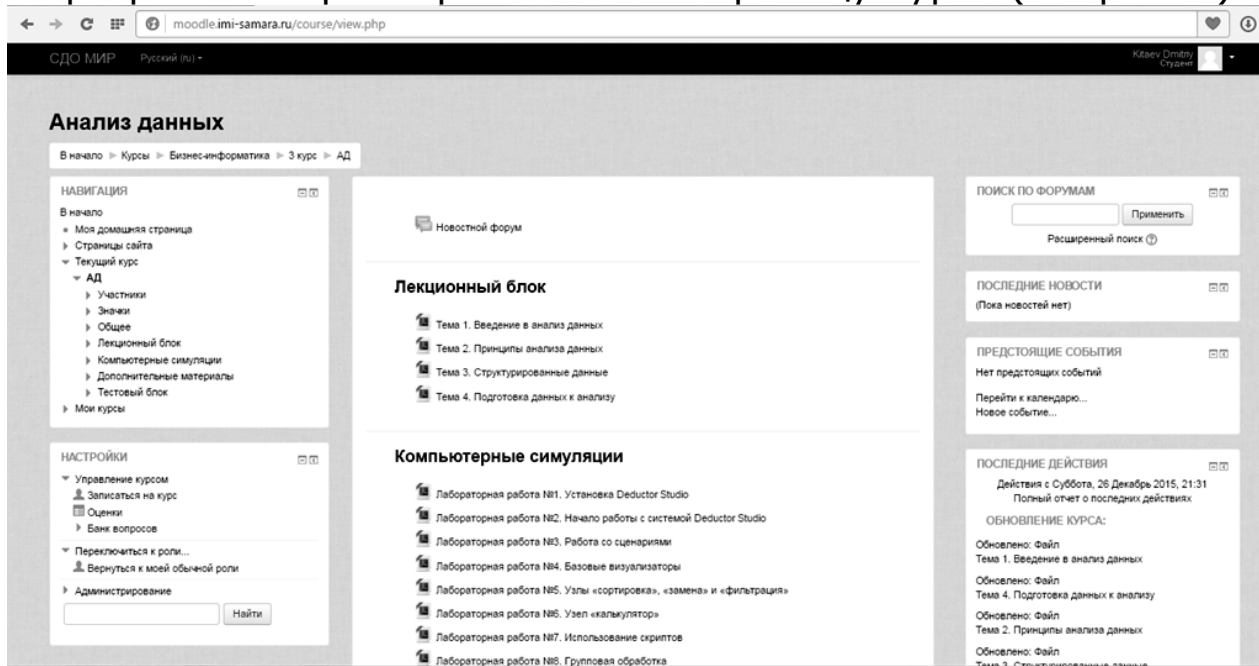 moodle.imi-samara.ru/course/view.php
СДО МИР Русский (ru)
Kitaev Dmitriy
Студент
Анализ данных
В начало Курсы Бизнес-информатика 3 курс АД
НАВИГАЦИЯ
В начало
Моя домашняя страница
Страницы сайта
Текущий курс
АД
Участники
Значки
Общее
Лекционный блок
Компьютерные симуляции
Дополнительные материалы
Тестовый блок
Мои курсы
НАСТРОЙКИ
Управление курсом
Записаться на курс
Оценки
Банк вопросов
Переключиться к роли...
Вернуться к моей обычной роли
Администрирование
Найти
Новостной форум
Лекционный блок
Тема 1. Введение в анализ данных
Тема 2. Принципы анализа данных
Тема 3. Структурированные данные
Тема 4. Подготовка данных к анализу
Компьютерные симуляции
Лабораторная работа №1. Установка Deductor Studio
Лабораторная работа №2. Начало работы с системой Deductor Studio
Лабораторная работа №3. Работа со сценариями
Лабораторная работа №4. Базовые визуализаторы
Лабораторная работа №5. Узлы «сортировка», «замена» и «фильтрация»
Лабораторная работа №6. Узел «калькулятор»
Лабораторная работа №7. Использование скриптов
Лабораторная работа №8. Групповая обработка
ПОИСК ПО ФОРУМАМ
Применить
Расширенный поиск
ПОСЛЕДНИЕ НОВОСТИ
(Пока новостей нет)
ПРЕДСТОЯЩИЕ СОБЫТИЯ
Нет предстоящих событий
Перейти к календарю...
Новое событие...
ПОСЛЕДНИЕ ДЕЙСТВИЯ
Действия с Суббота, 26 Декабрь 2015, 21:31
Полный отчет о последних действиях
ОБНОВЛЕНИЕ КУРСА:
Обновлено: Файл
Тема 1. Введение в анализ данных
Обновлено: Файл
Тема 4. Подготовка данных к анализу
Обновлено: Файл
Тема 2. Принципы анализа данных
Обновлено: Файл
Тема 3. Структурированные данные